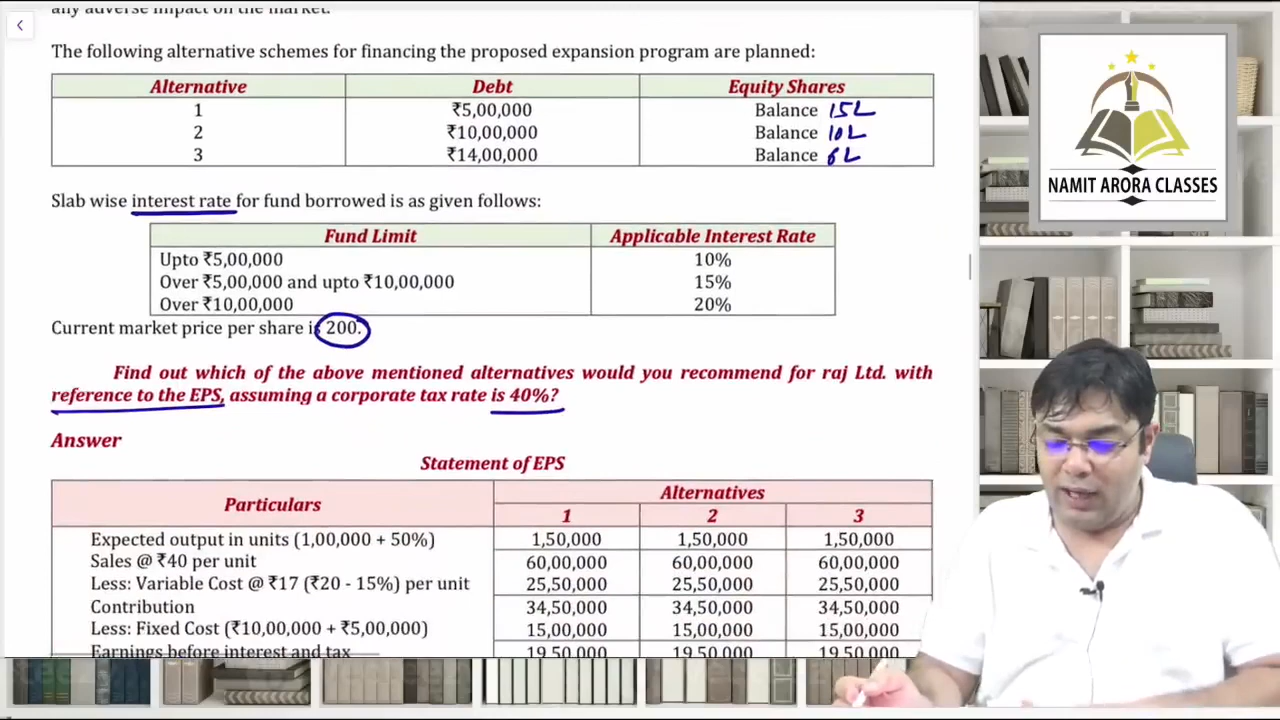 any adverse impact on the market.
The following alternative schemes for financing the proposed expansion program are planned:
Alternative Debt Equity Shares
1 ₹5,00,000 Balance 15L
2 ₹10,00,000 Balance 10L
3 ₹14,00,000 Balance 6L
Slab wise interest rate for fund borrowed is as given follows:
Fund Limit Applicable Interest Rate
Upto ₹5,00,000 10%
Over ₹5,00,000 and upto ₹10,00,000 15%
Over ₹10,00,000 20%
Current market price per share is 200.
Find out which of the above mentioned alternatives would you recommend for raj Ltd. with
reference to the EPS, assuming a corporate tax rate is 40%?
Answer
Statement of EPS
Particulars Alternatives
1 2 3
Expected output in units (1,00,000 + 50%) 1,50,000 1,50,000 1,50,000
Sales @ ₹40 per unit 60,00,000 60,00,000 60,00,000
Less: Variable Cost @ ₹17 (₹20 - 15%) per unit 25,50,000 25,50,000 25,50,000
Contribution 34,50,000 34,50,000 34,50,000
Less: Fixed Cost (₹10,00,000 + ₹5,00,000) 15,00,000 15,00,000 15,00,000
Earnings before interest and tax 19,50,000 19,50,000 19,50,000
NAMIT ARORA CLASSES